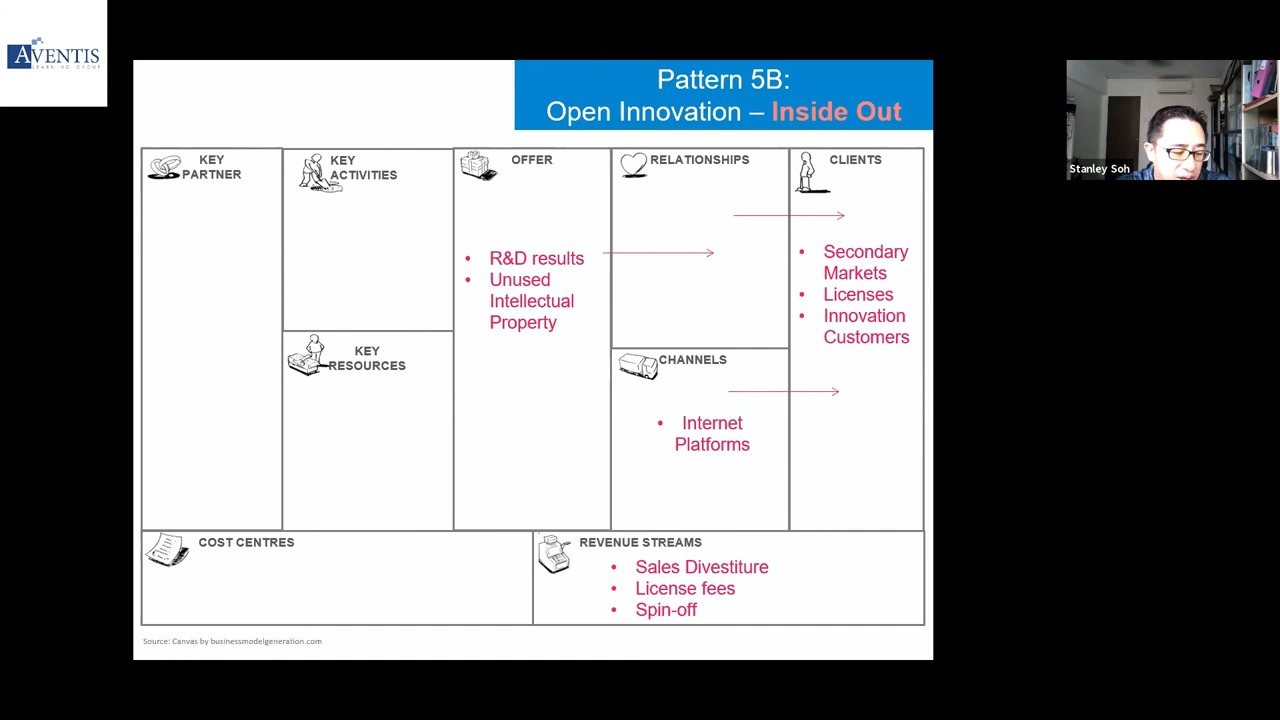 AVENTIS
LEARNING GROUP
Pattern 5B:
Open Innovation – Inside Out
Stanley Soh
KEY
PARTNER
KEY
ACTIVITIES
KEY
RESOURCES
OFFER
• R&D results
• Unused
Intellectual
Property
RELATIONSHIPS
CHANNELS
• Internet
Platforms
CLIENTS
• Secondary
Markets
• Licenses
• Innovation
Customers
COST CENTRES
REVENUE STREAMS
• Sales Divestiture
• License fees
• Spin-off
Source: Canvas by businessmodelgeneration.com